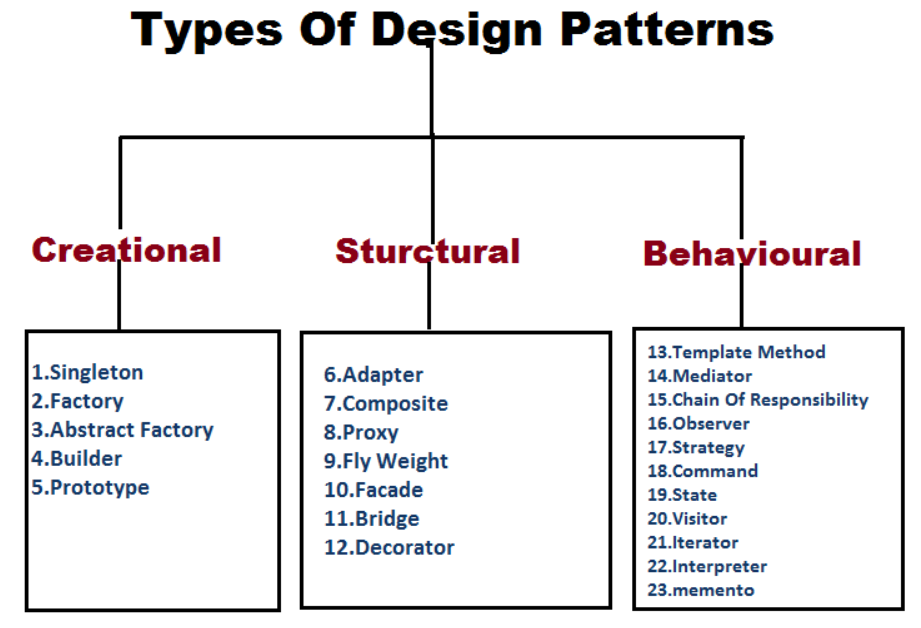 Types Of Design Patterns
Creational
Sturctural
Behavioural
1.Singleton
2.Factory
3.Abstract Factory
4.Builder
5.Prototype
6.Adapter
7.Composite
8.Proxy
9.Fly Weight
10.Facade
11.Bridge
12.Decorator
13.Template Method
14.Mediator
15.Chain Of Responsibility
16.Observer
17.Strategy
18.Command
19.State
20.Visitor
21.Iterator
22.Interpreter
23.memento